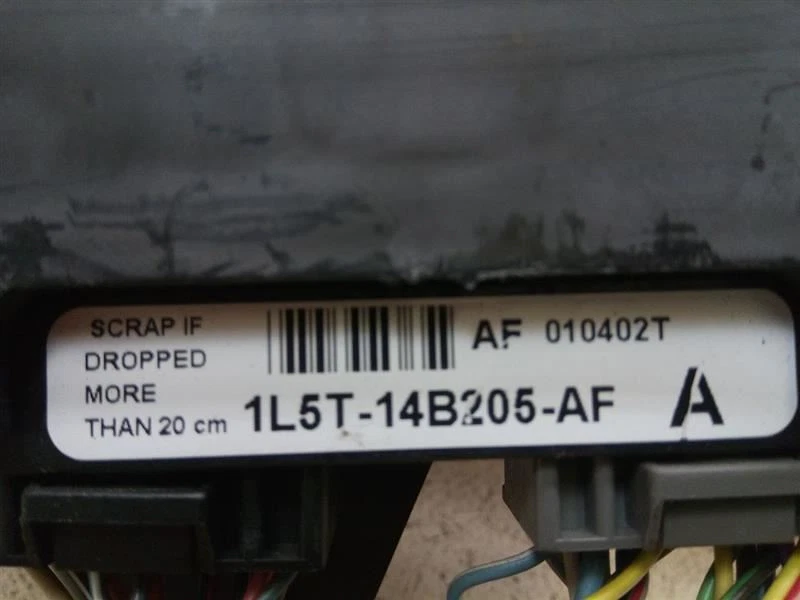 SCRAP IF
DROPPED
MORE
THAN 20 cm
AF 010402T
1L5T-14B205-AF
A